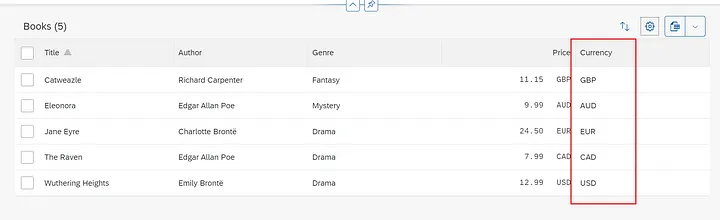 Books (5)
Title Author Genre Price Currency
Catweazle Richard Carpenter Fantasy 11.15 GBP GBP
Eleonora Edgar Allan Poe Mystery 9.99 AUD AUD
Jane Eyre Charlotte Brontë Drama 24.50 EUR EUR
The Raven Edgar Allan Poe Drama 7.99 CAD CAD
Wuthering Heights Emily Brontë Drama 12.99 USD USD